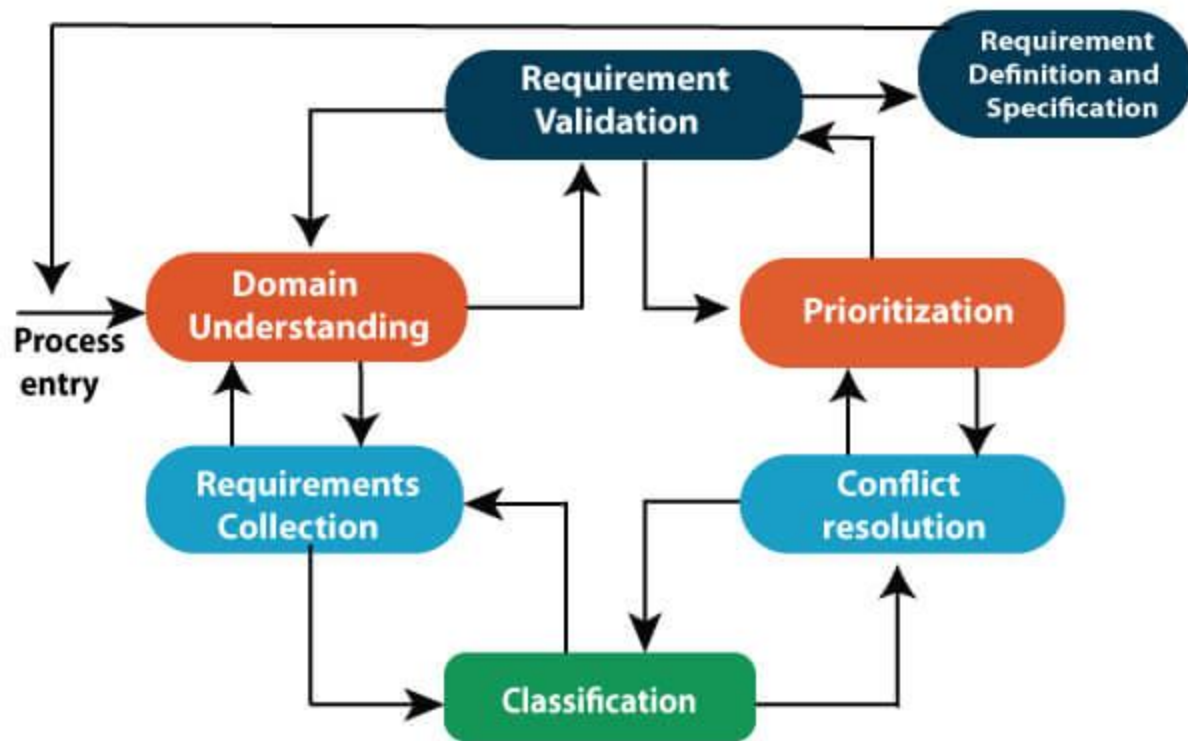 Requirement
Definition and
Specification
Requirement
Validation
Domain
Understanding
Prioritization
Process
entry
Requirements
Collection
Conflict
resolution
Classification